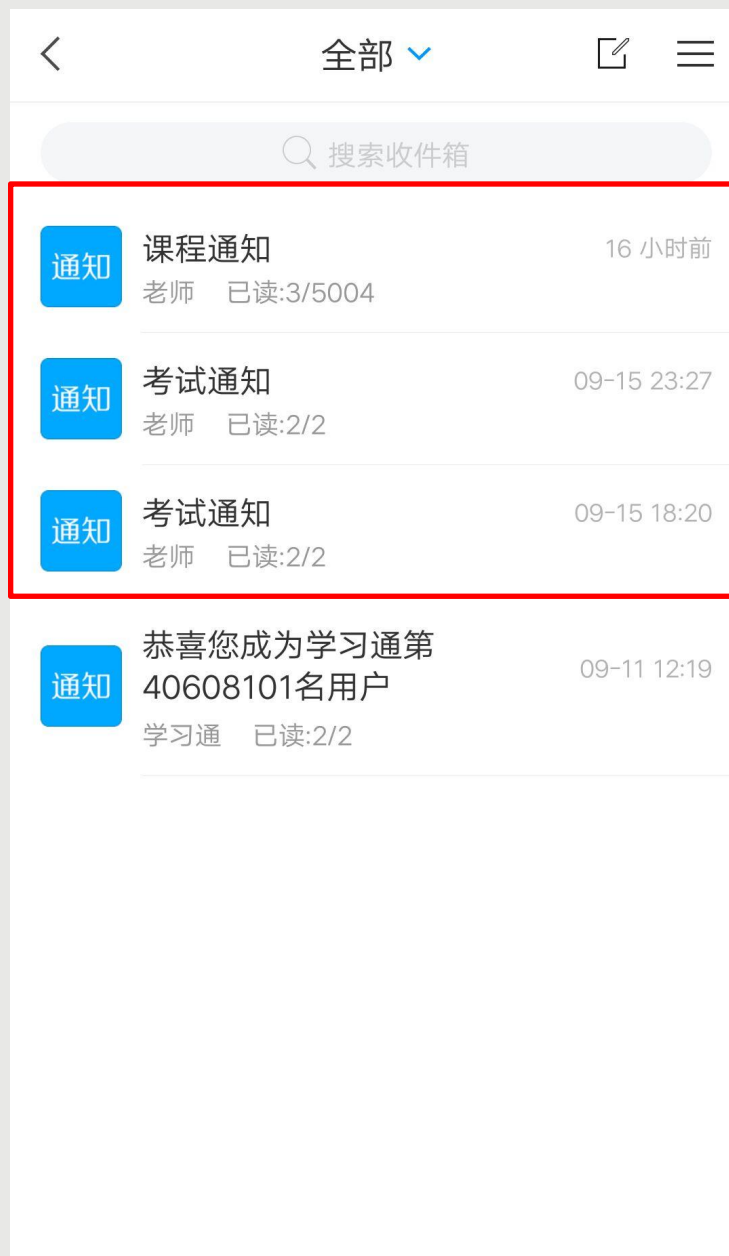 全部
搜索收件箱
通知
课程通知
16 小时前
老师 已读:3/5004
通知
考试通知
09-15 23:27
老师 已读:2/2
通知
考试通知
09-15 18:20
老师 已读:2/2
通知
恭喜您成为学习通第
40608101名用户
09-11 12:19
学习通 已读:2/2